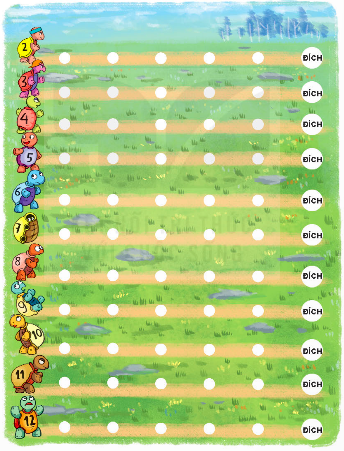 2 ĐÍCH
3 ĐÍCH
4 ĐÍCH
5 ĐÍCH
6 ĐÍCH
7 ĐÍCH
8 ĐÍCH
9 ĐÍCH
10 ĐÍCH
11 ĐÍCH
12 ĐÍCH